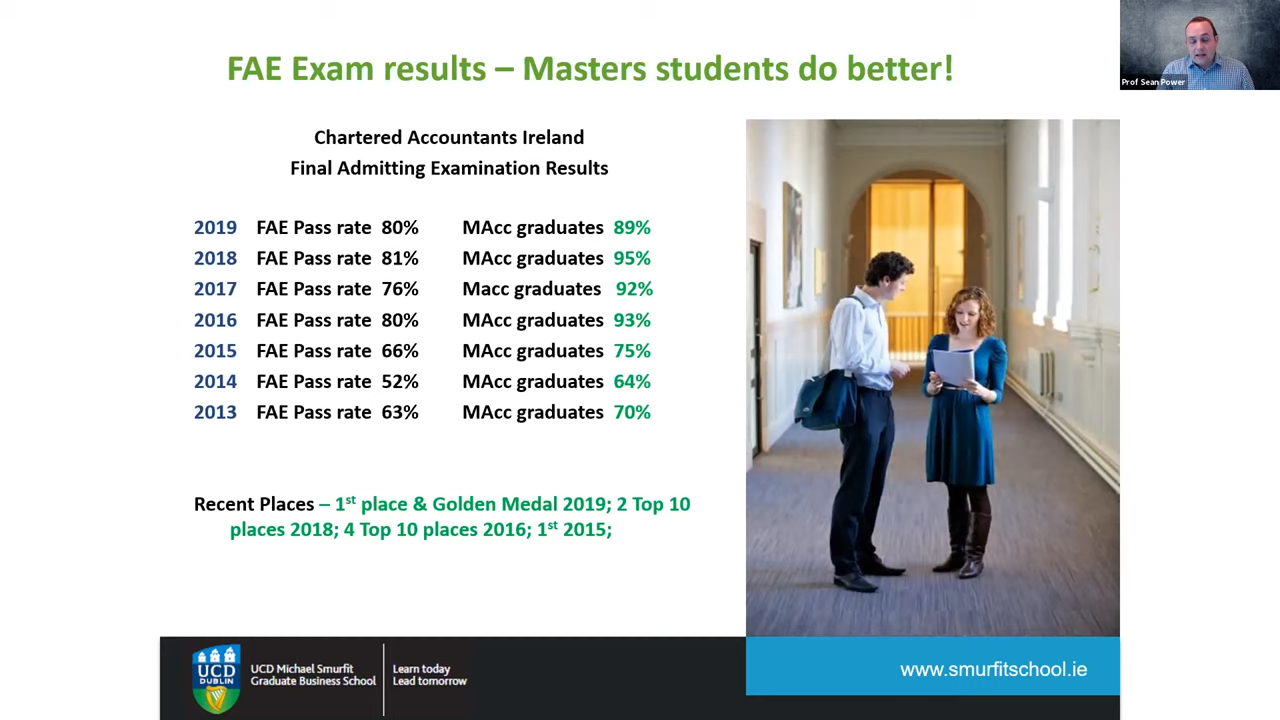 FAE Exam results – Masters students do better!
Prof Sean Power
Chartered Accountants Ireland
Final Admitting Examination Results
2019 FAE Pass rate 80% MAcc graduates 89%
2018 FAE Pass rate 81% MAcc graduates 95%
2017 FAE Pass rate 76% Macc graduates 92%
2016 FAE Pass rate 80% MAcc graduates 93%
2015 FAE Pass rate 66% MAcc graduates 75%
2014 FAE Pass rate 52% MAcc graduates 64%
2013 FAE Pass rate 63% MAcc graduates 70%
Recent Places – 1st place & Golden Medal 2019; 2 Top 10
places 2018; 4 Top 10 places 2016; 1st 2015;
UCD
DUBLIN
UCD Michael Smurfit
Graduate Business School
Learn today
Lead tomorrow
www.smurfitschool.ie